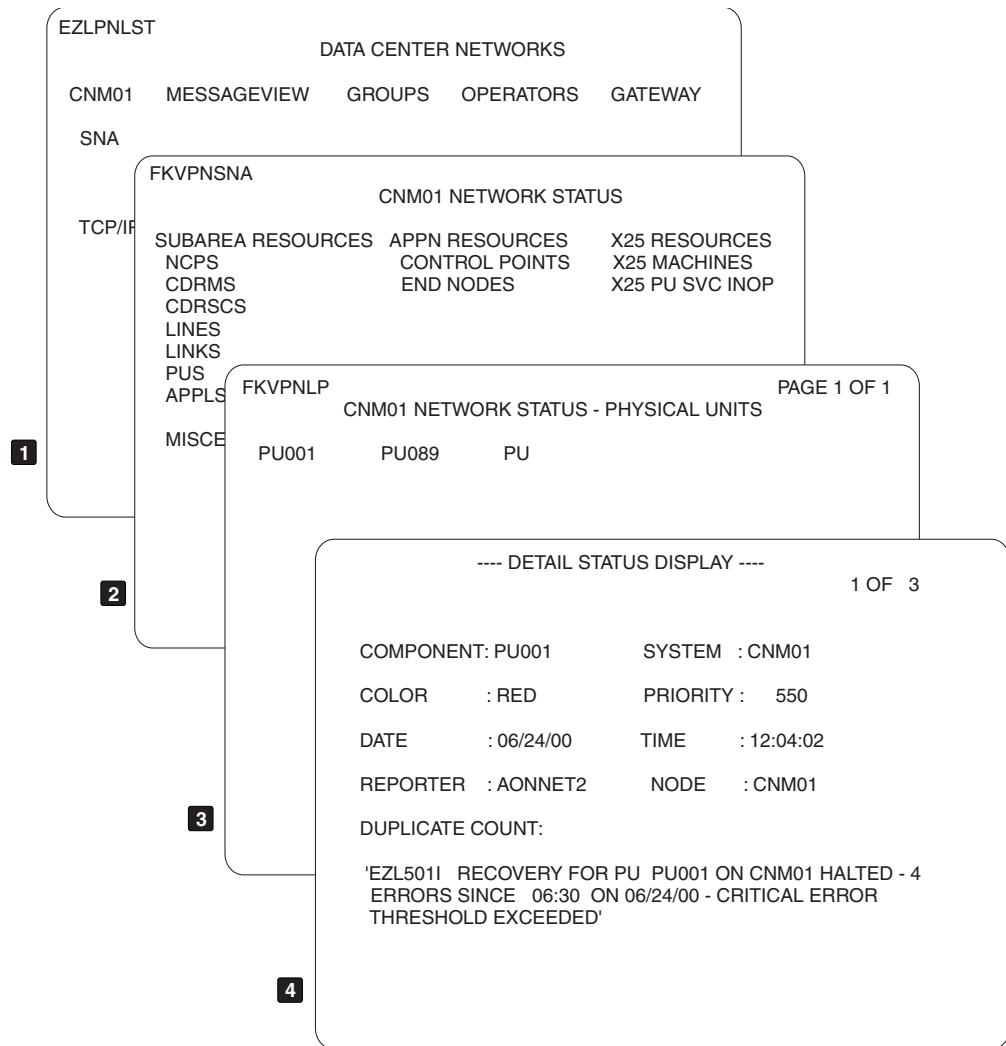 EZLPNLST
DATA CENTER NETWORKS
CNM01 MESSAGEVIEW GROUPS OPERATORS GATEWAY
SNA
TCP/IP
1
FKVPNSNA
CNM01 NETWORK STATUS
SUBAREA RESOURCES APPN RESOURCES X25 RESOURCES
NCPS CONTROL POINTS X25 MACHINES
CDRMS END NODES X25 PU SVC INOP
CDRSCS
LINES
LINKS
PUS
APPLS
MISCE
2
FKVPNLP PAGE 1 OF 1
CNM01 NETWORK STATUS - PHYSICAL UNITS
PU001 PU089 PU
3
---- DETAIL STATUS DISPLAY ----
1 OF 3
COMPONENT: PU001 SYSTEM : CNM01
COLOR : RED PRIORITY : 550
DATE : 06/24/00 TIME : 12:04:02
REPORTER : AONNET2 NODE : CNM01
DUPLICATE COUNT:
'EZL501I RECOVERY FOR PU PU001 ON CNM01 HALTED - 4
ERRORS SINCE 06:30 ON 06/24/00 - CRITICAL ERROR
THRESHOLD EXCEEDED'
4